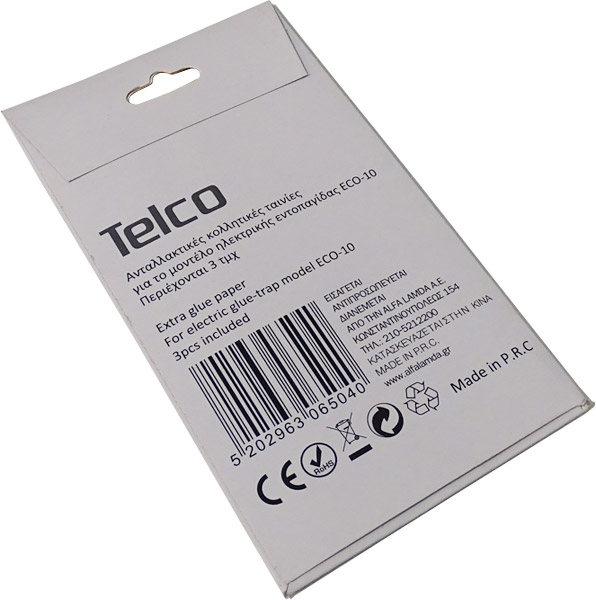 Telco
Ανταλλακτικές κολλητικές ταινίες
για το μοντέλο ηλεκτρικής εντοπαγίδας ECO-10
Περιέχονται 3 τμχ
Extra glue paper
For electric glue-trap model ECO-10
3pcs included
5 202963 065040
ΕΙΣΑΓΕΤΑΙ
ΑΝΤΙΠΡΟΣΩΠΕΥΕΤΑΙ
ΔΙΑΝΕΜΕΤΑΙ
ΑΠΟ ΤΗΝ ALFA LAMDA A.E.
ΚΩΝΣΤΑΝΤΙΝΟΥΠΟΛΕΩΣ 154
ΤΗΛ.: 210-5212200
ΚΑΤΑΣΚΕΥΑΖΕΤΑΙ ΣΤΗΝ ΚΙΝΑ
MADE IN P.R.C.
www.alfalamda.gr
CE
RoHS
Made in P.R.C